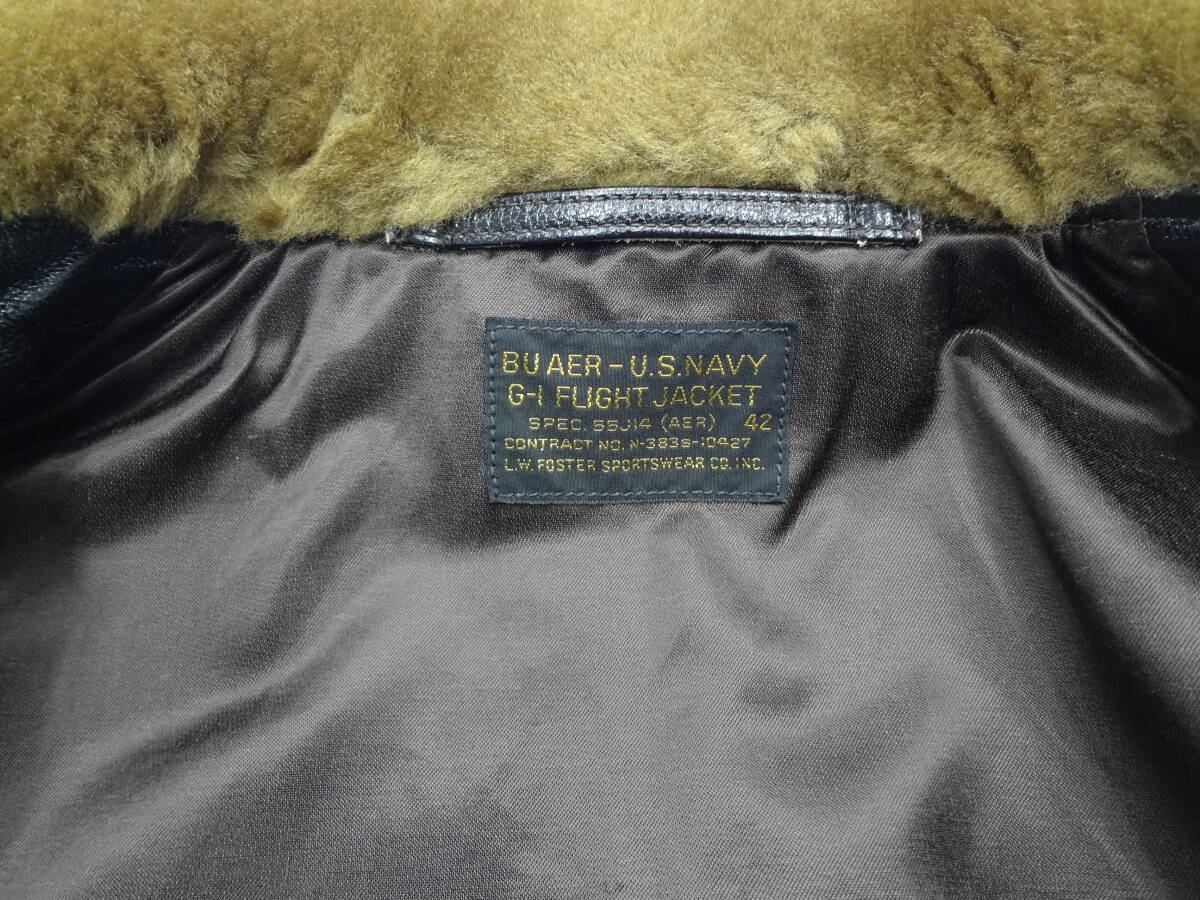 BU AER - U.S. NAVY
G-1 FLIGHT JACKET
SPEC. 55J14 (AER) 42
CONTRACT NO. N-383s-10427
L.W. FOSTER SPORTSWEAR CO. INC.